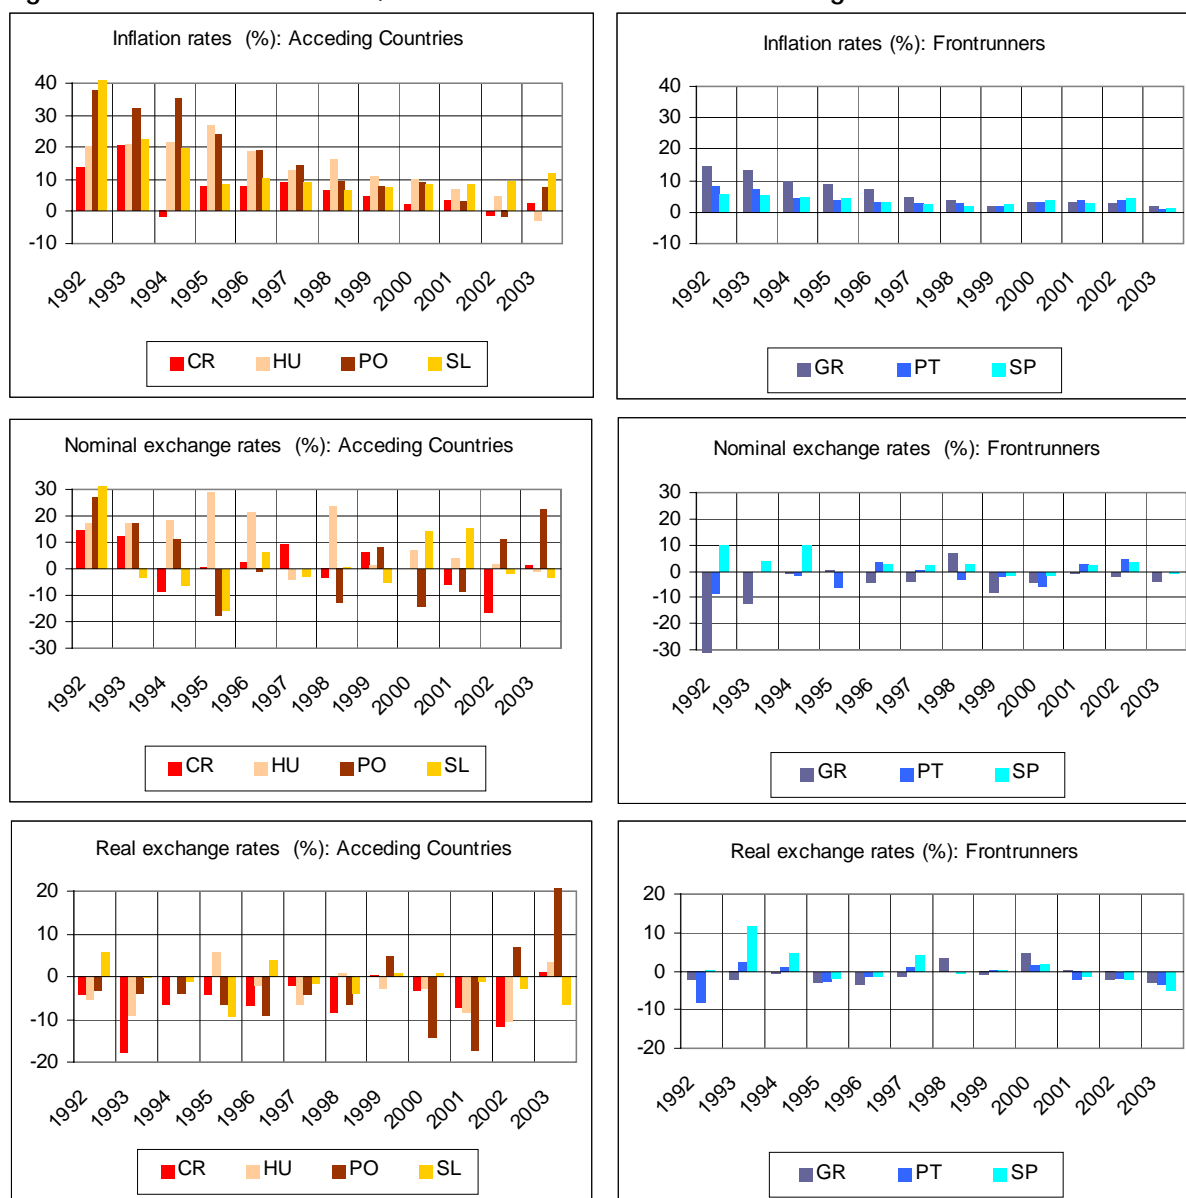 Inflation rates (%): Acceding Countries
40
30
20
10
0
-10
1992 1993 1994 1995 1996 1997 1998 1999 2000 2001 2002 2003
CR HU PO SL
Inflation rates (%): Frontrunners
40
30
20
10
0
-10
1992 1993 1994 1995 1996 1997 1998 1999 2000 2001 2002 2003
GR PT SP
Nominal exchange rates (%): Acceding Countries
30
20
10
0
-10
-20
-30
1992 1993 1994 1995 1996 1997 1998 1999 2000 2001 2002 2003
CR HU PO SL
Nominal exchange rates (%): Frontrunners
30
20
10
0
-10
-20
-30
1992 1993 1994 1995 1996 1997 1998 1999 2000 2001 2002 2003
GR PT SP
Real exchange rates (%): Acceding Countries
20
10
0
-10
-20
1992 1993 1994 1995 1996 1997 1998 1999 2000 2001 2002 2003
CR HU PO SL
Real exchange rates (%): Frontrunners
20
10
0
-10
-20
1992 1993 1994 1995 1996 1997 1998 1999 2000 2001 2002 2003
GR PT SP